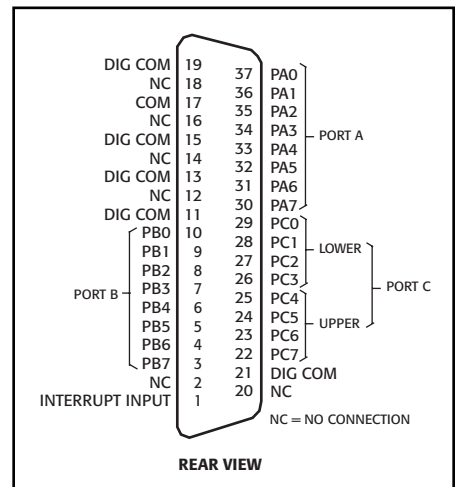 DIG COM 19
NC 18
COM 17
NC 16
DIG COM 15
NC 14
DIG COM 13
NC 12
DIG COM 11
PB0 10
PB1 9
PB2 8
PB3 7
PB4 6
PB5 5
PB6 4
PB7 3
NC 2
INTERRUPT INPUT 1
PORT B
37 PA0
36 PA1
35 PA2
34 PA3
33 PA4
32 PA5
31 PA6
30 PA7
29 PC0
28 PC1
27 PC2
26 PC3
25 PC4
24 PC5
23 PC6
22 PC7
21 DIG COM
20 NC
PORT A
LOWER
UPPER
PORT C
NC = NO CONNECTION
REAR VIEW